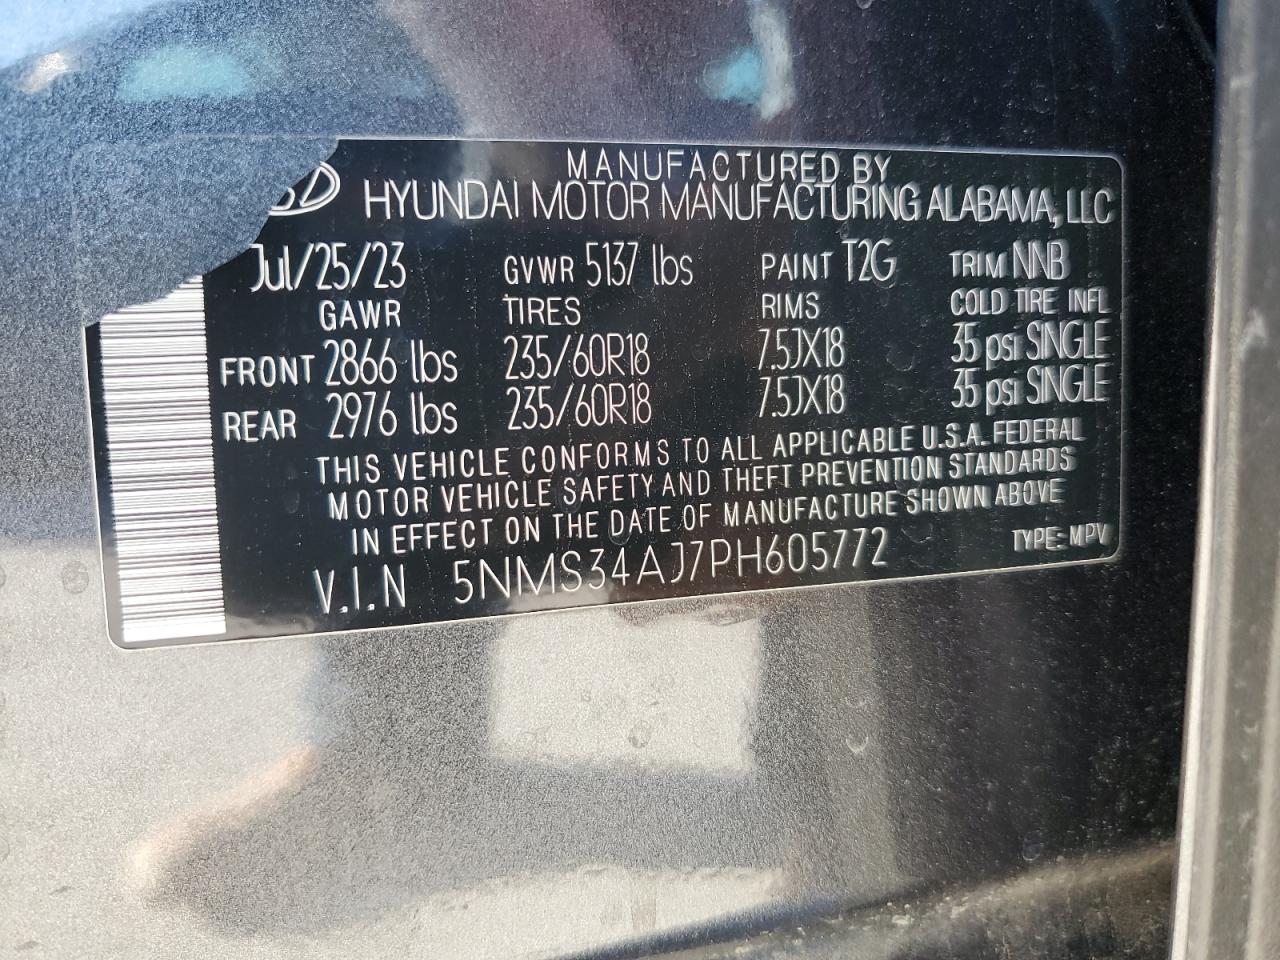 MANUFACTURED BY
HYUNDAI MOTOR MANUFACTURING ALABAMA, LLC
Jul/25/23 GVWR 5137 lbs PAINT T2G TRIM NNB
GAWR TIRES RIMS COLD TIRE INFL
FRONT 2866 lbs 235/60R18 7.5JX18 35 psi SINGLE
REAR 2976 lbs 235/60R18 7.5JX18 35 psi SINGLE
THIS VEHICLE CONFORMS TO ALL APPLICABLE U.S.A. FEDERAL
MOTOR VEHICLE SAFETY AND THEFT PREVENTION STANDARDS
IN EFFECT ON THE DATE OF MANUFACTURE SHOWN ABOVE
V.I.N 5NMS34AJ7PH605772 TYPE:MPV